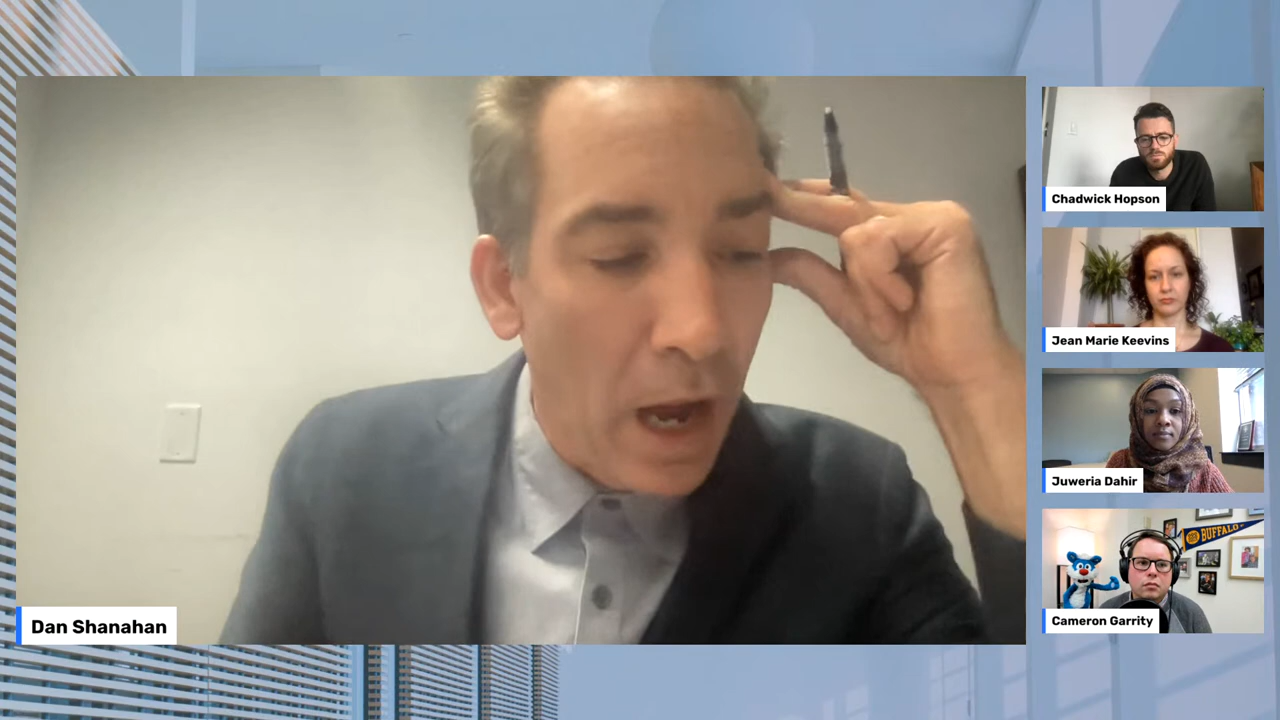 Dan Shanahan
Chadwick Hopson
Jean Marie Keevins
Juweria Dahir
BUFFALO
Cameron Garrity